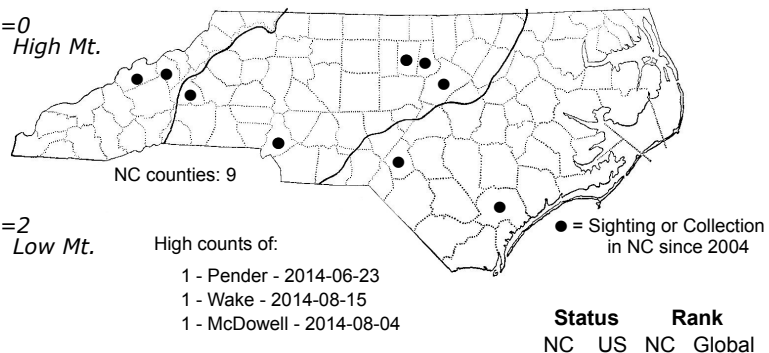 =0
High Mt.
NC counties: 9
=2
Low Mt.
High counts of:
1 - Pender - 2014-06-23
1 - Wake - 2014-08-15
1 - McDowell - 2014-08-04
= Sighting or Collection
in NC since 2004
Status Rank
NC US NC Global